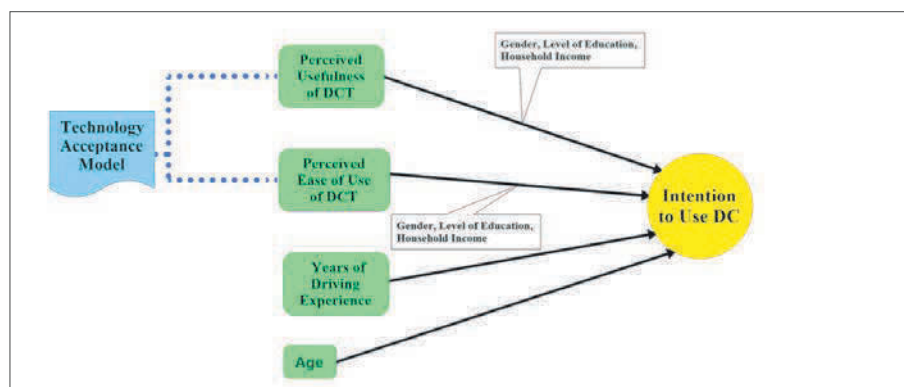 Gender, Level of Education,
Household Income
Perceived
Usefulness
of DCT
Technology
Acceptance
Model
Perceived
Ease of Use
of DCT
Intention
to Use DC
Gender, Level of Education,
Household Income
Years of
Driving
Experience
Age